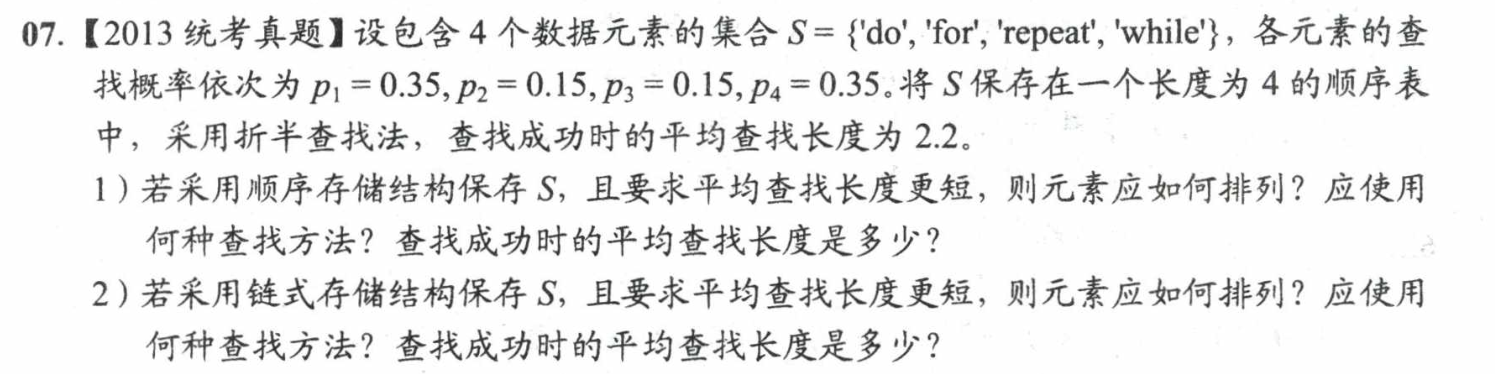 07.【2013 统考真题】设包含 4 个数据元素的集合 S = {'do', 'for', 'repeat', 'while'}，各元素的查
找概率依次为 p₁ = 0.35, p₂ = 0.15, p₃ = 0.15, p₄ = 0.35。将 S 保存在一个长度为 4 的顺序表
中，采用折半查找法，查找成功时的平均查找长度为 2.2。
1）若采用顺序存储结构保存 S，且要求平均查找长度更短，则元素应如何排列？应使用
何种查找方法？查找成功时的平均查找长度是多少？
2）若采用链式存储结构保存 S，且要求平均查找长度更短，则元素应如何排列？应使用
何种查找方法？查找成功时的平均查找长度是多少？